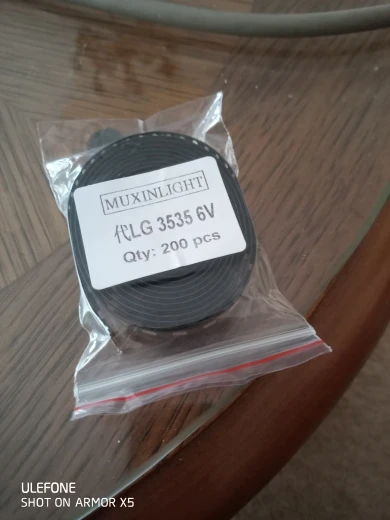 MUXINLIGHT
代LG 3535 6V
Qty: 200 pcs
ULEFONE
SHOT ON ARMOR X5